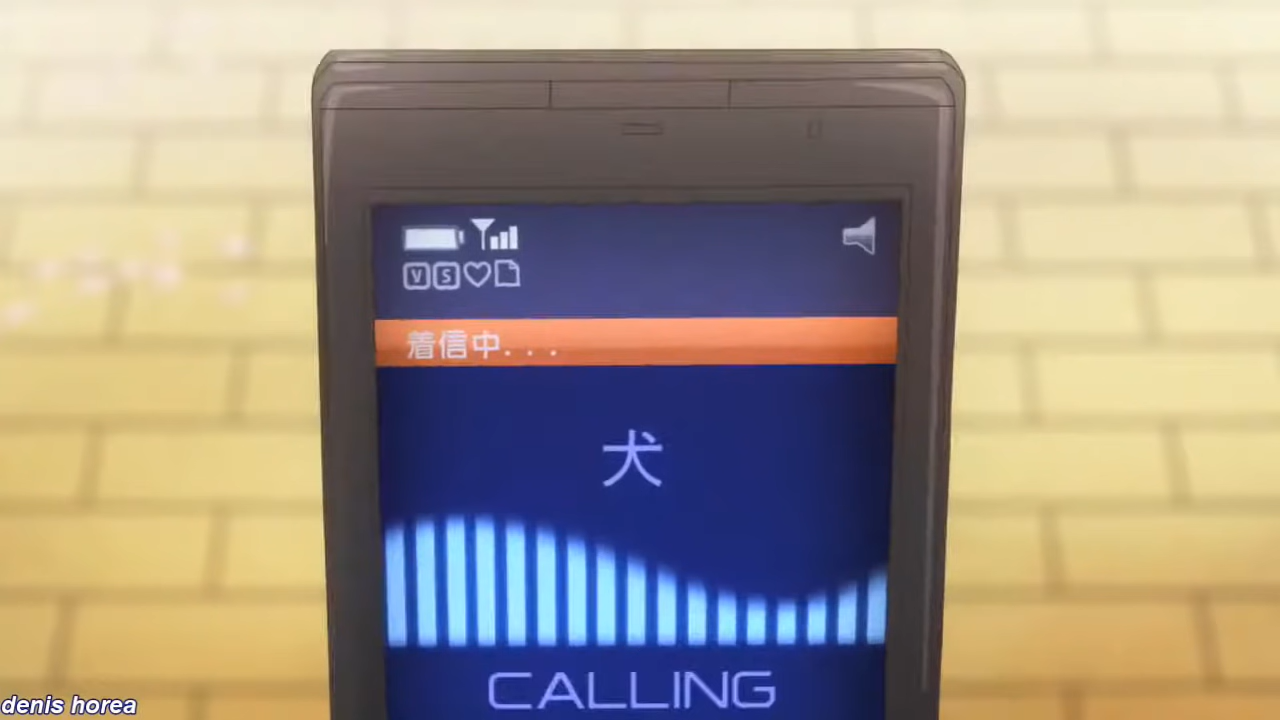 V S
着信中...
犬
CALLING
denis horea